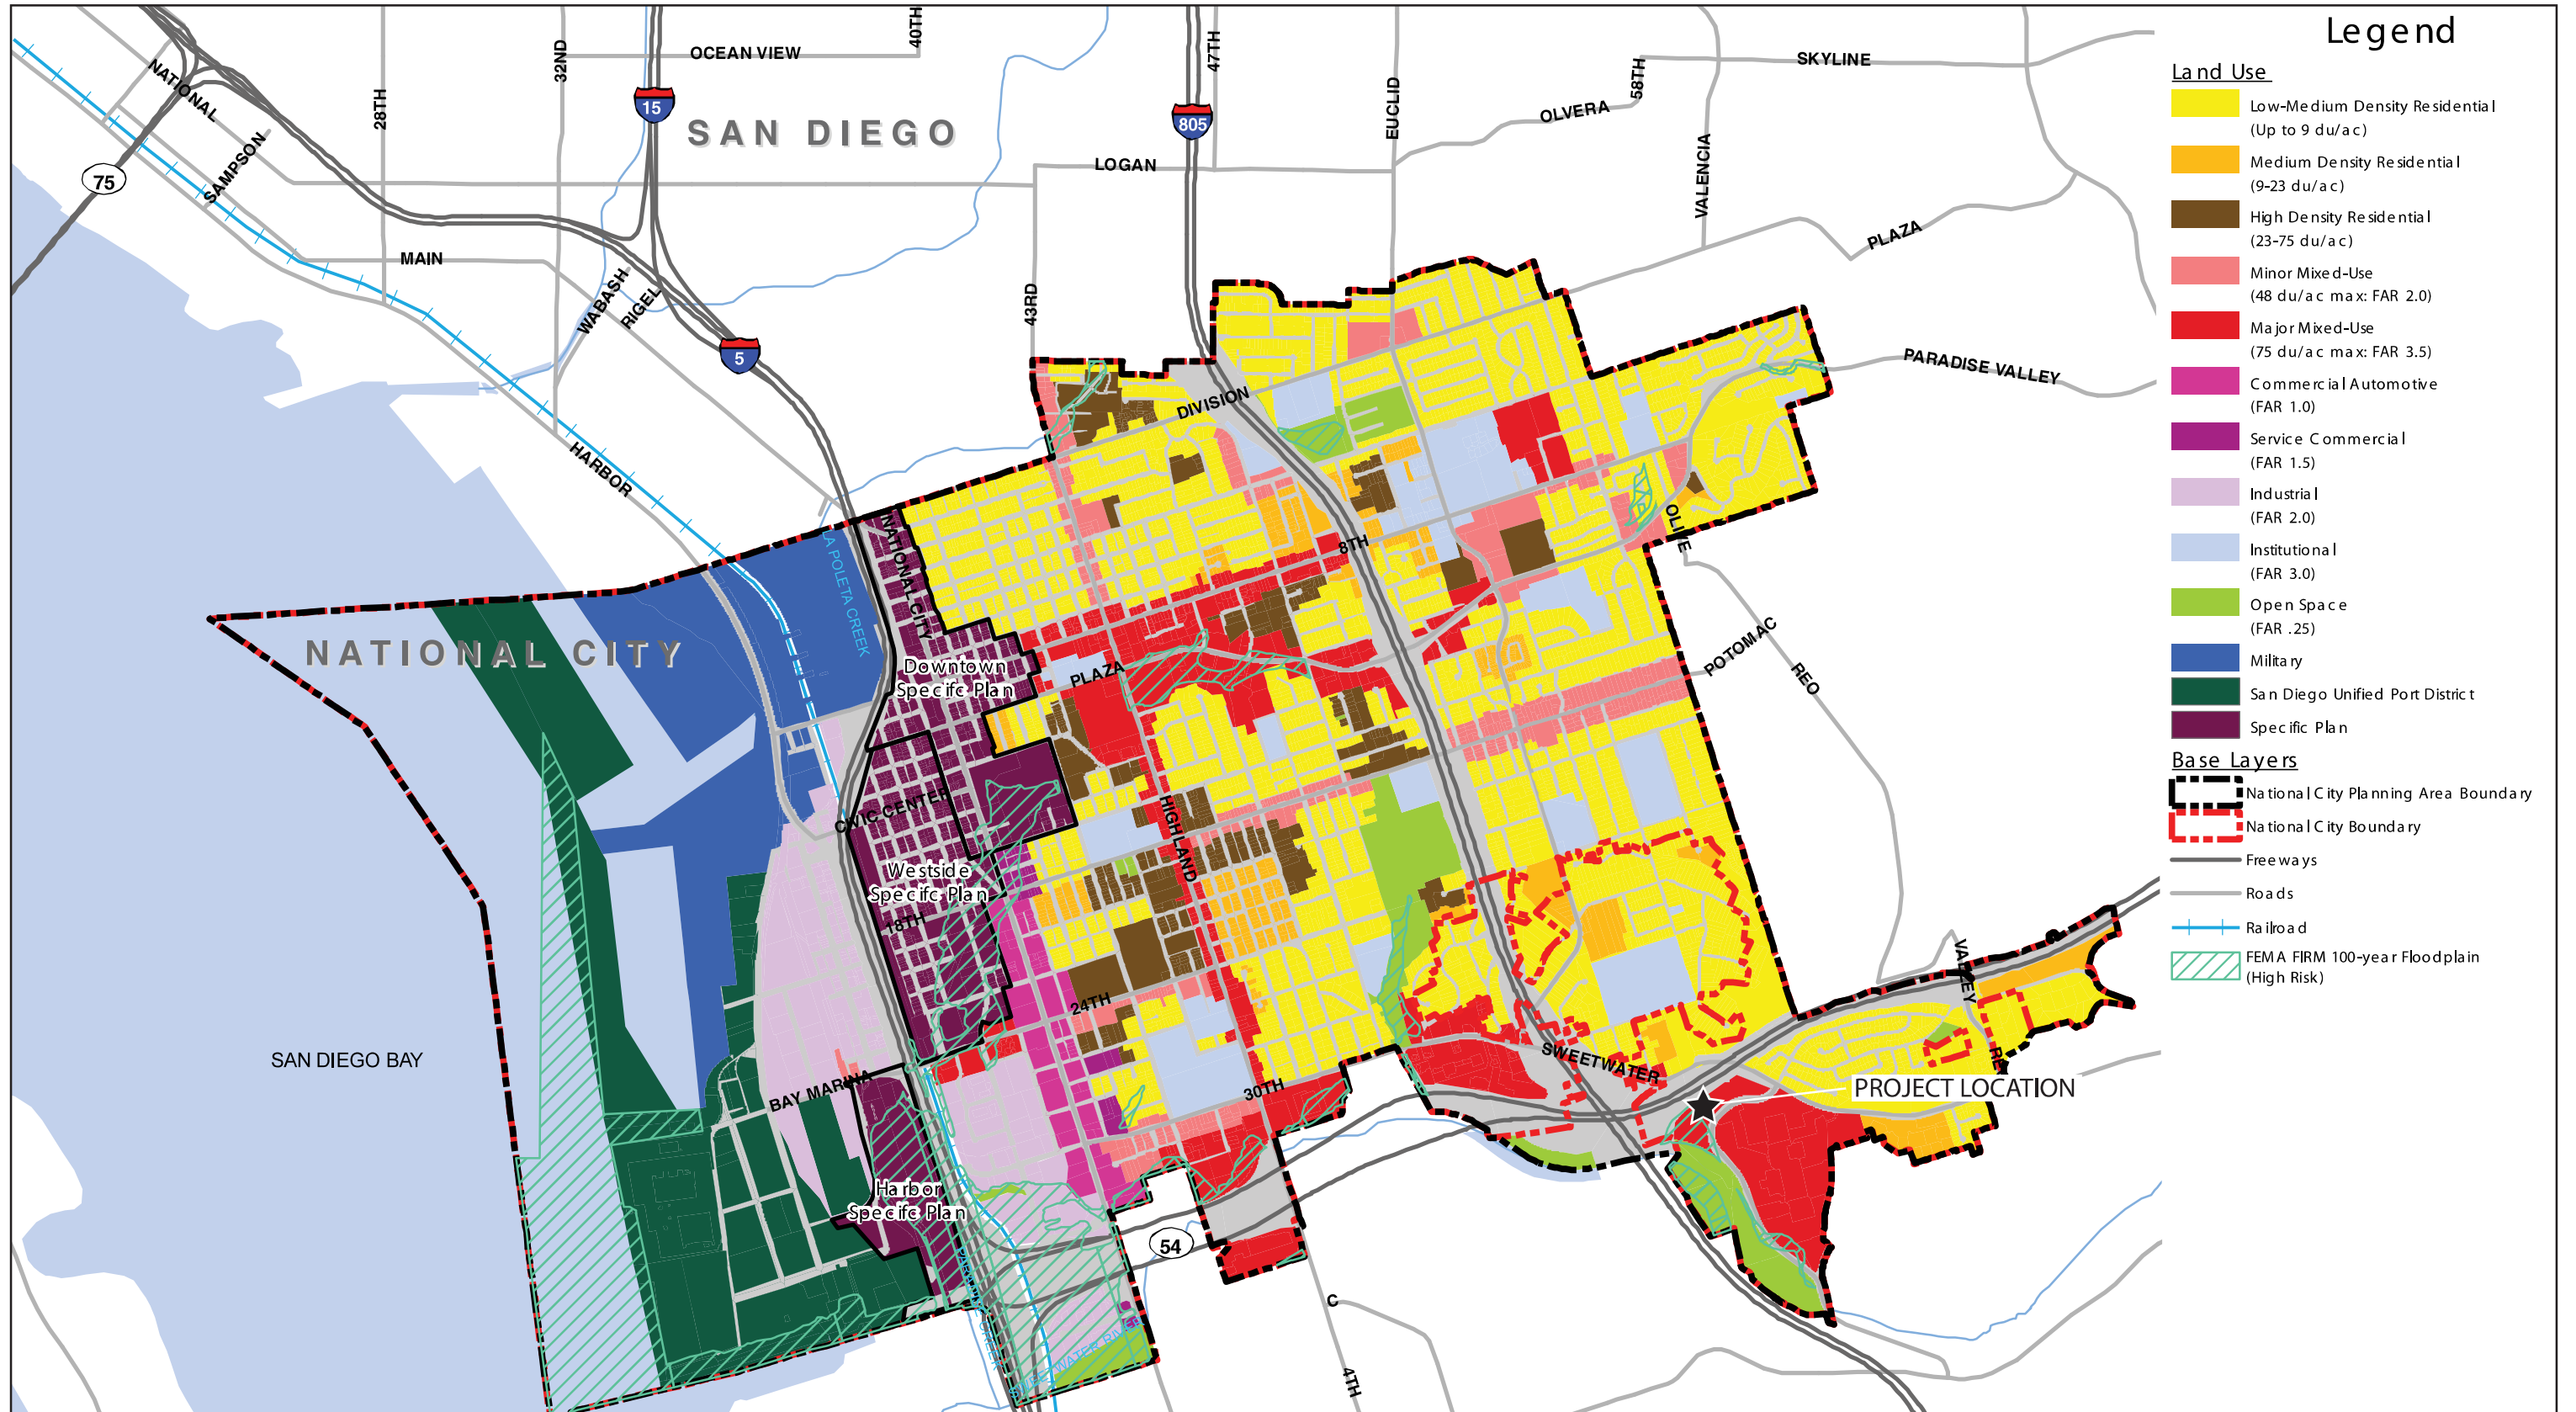 Legend
Land Use
Low-Medium Density Residential
(Up to 9 du/ac)
Medium Density Residential
(9-23 du/ac)
High Density Residential
(23-75 du/ac)
Minor Mixed-Use
(48 du/ac max: FAR 2.0)
Major Mixed-Use
(75 du/ac max: FAR 3.5)
Commercial Automotive
(FAR 1.0)
Service Commercial
(FAR 1.5)
Industrial
(FAR 2.0)
Institutional
(FAR 3.0)
Open Space
(FAR .25)
Military
San Diego Unified Port District
Specific Plan
Base Layers
National City Planning Area Boundary
National City Boundary
Freeways
Roads
Railroad
FEMA FIRM 100-year Floodplain
(High Risk)
NATIONAL
SAMPSON
28TH
32ND
OCEAN VIEW
40TH
47TH
EUCLID
58TH
SKYLINE
OLVERA
VALENCIA
LOGAN
PLAZA
15
805
75
5
SAN DIEGO
MAIN
WABASH
RIGEL
43RD
HARBOR
DIVISION
PARADISE VALLEY
NATIONAL CITY
LA POLETA CREEK
NATIONAL CITY
8TH
OLIVE
POTOMAC
REO
Downtown
Specifc Plan
PLAZA
CIVIC CENTER
HIGHLAND
Westside
Specifc Plan
18TH
24TH
SAN DIEGO BAY
BAY MARINA
30TH
SWEETWATER
VALLEY
PROJECT LOCATION
Harbor
Specifc Plan
54
C
4TH